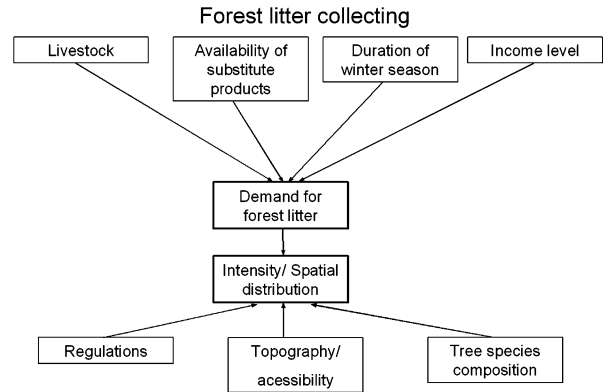 Forest litter collecting
Livestock
Availability of
substitute
products
Duration of
winter season
Income level
Demand for
forest litter
Intensity/ Spatial
distribution
Regulations
Topography/
acessibility
Tree species
composition